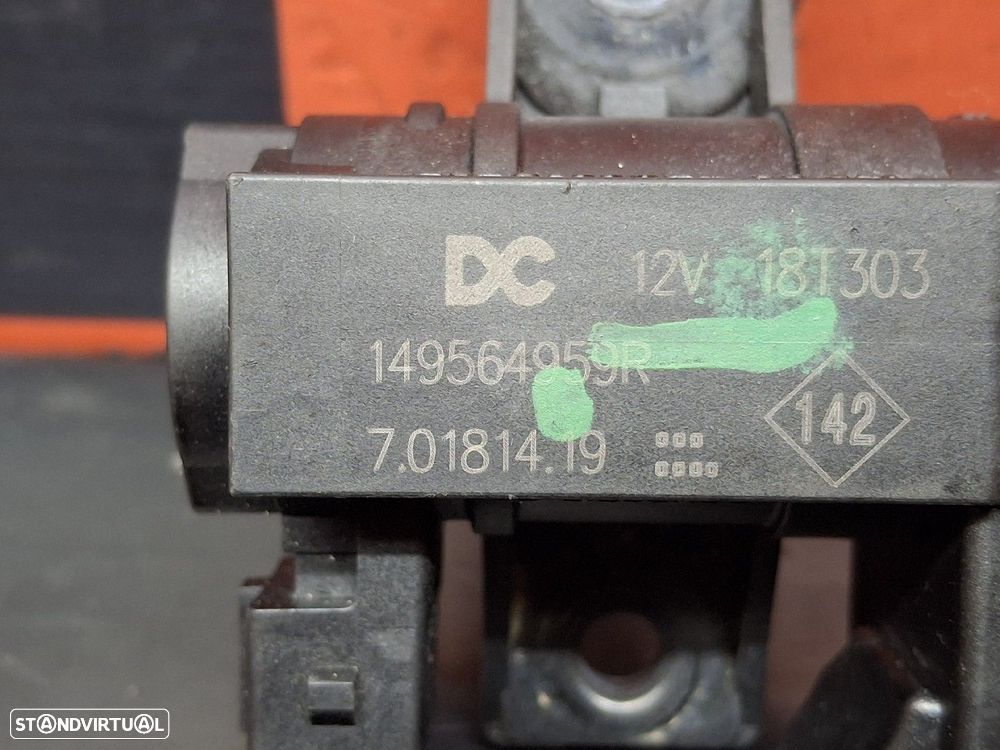 DC 12V 18T303
149564959R
7.01814.19
142
STANDVIRTUAL